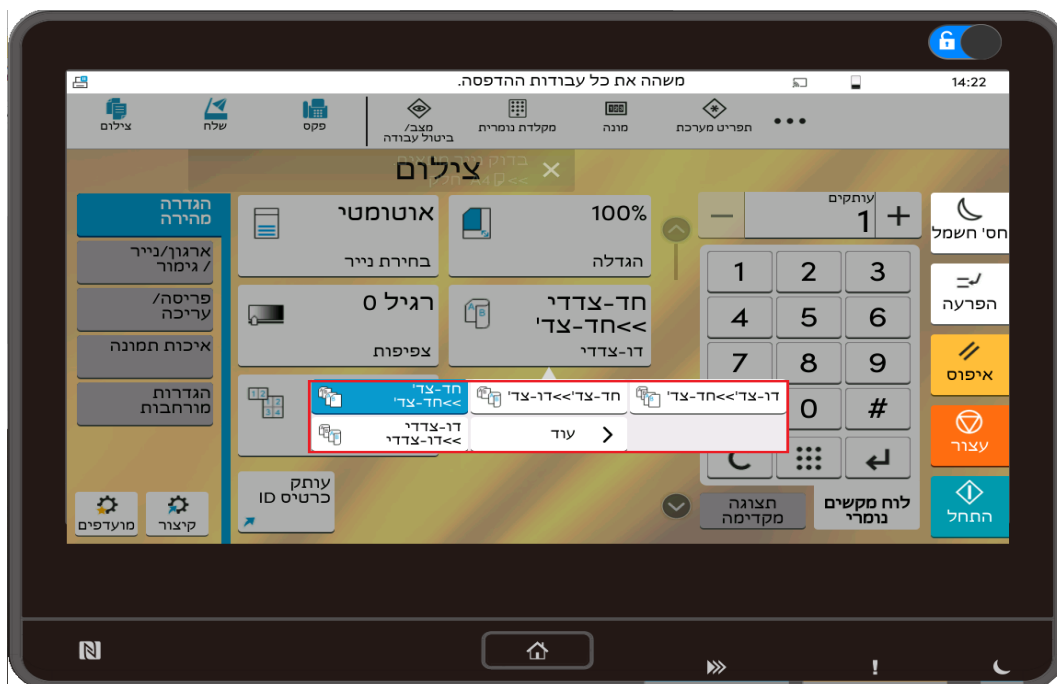 משהה את כל עבודות ההדפסה.
14:22
צילום
שלח
פקס
מצב/
ביטול עבודה
מקלדת נומרית
מונה
תפריט מערכת
צילום
הגדרה
מהירה
ארגון/נייר
/ גימור
פריסה/
עריכה
איכות תמונה
הגדרות
מורחבות
אוטומטי
בחירת נייר
100%
הגדלה
רגיל 0
צפיפות
חד-צדדי
>>חד-צד'
דו-צדדי
חד-צד'
>>חד-צד'
חד-צד'>>דו-צד'
דו-צד'>>חד-צד'
דו-צדדי
>>דו-צדדי
עוד
עותק
כרטיס ID
עותקים
1
1 2 3
4 5 6
7 8 9
0 #
C
תצוגה
מקדימה
לוח מקשים
נומרי
חס' חשמל
הפרעה
איפוס
עצור
התחל
מועדפים
קיצור